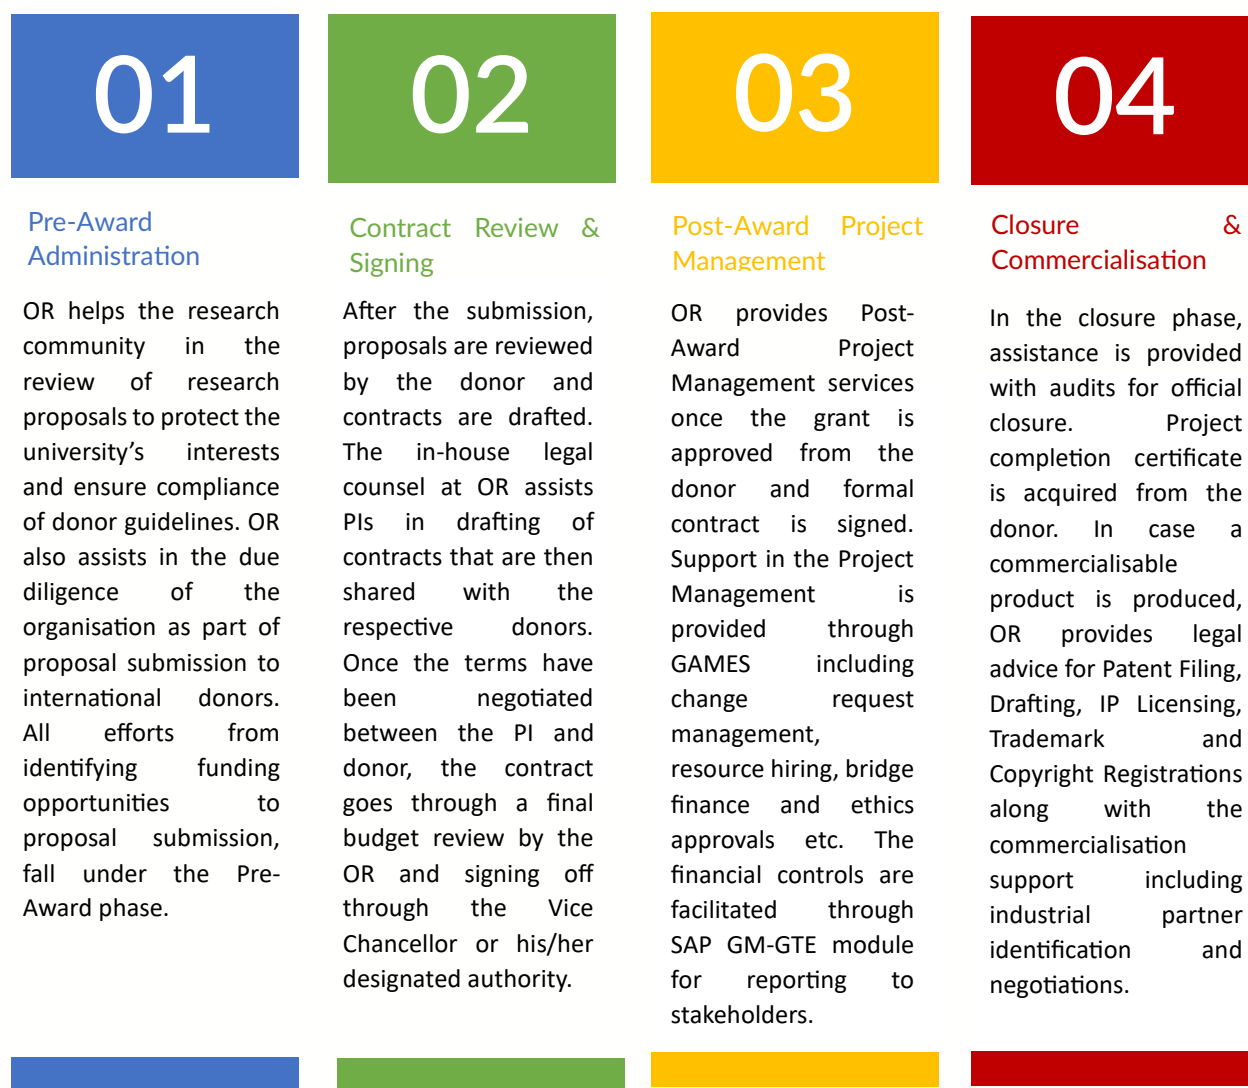 01
Pre-Award
Administration
OR helps the research
community in the
review of research
proposals to protect the
university’s interests
and ensure compliance
of donor guidelines. OR
also assists in the due
diligence of the
organisation as part of
proposal submission to
international donors.
All efforts from
identifying funding
opportunities to
proposal submission,
fall under the Pre-
Award phase.
02
Contract Review &
Signing
After the submission,
proposals are reviewed
by the donor and
contracts are drafted.
The in-house legal
counsel at OR assists
PIs in drafting of
contracts that are then
shared with the
respective donors.
Once the terms have
been negotiated
between the PI and
donor, the contract
goes through a final
budget review by the
OR and signing off
through the Vice
Chancellor or his/her
designated authority.
03
Post-Award Project
Management
OR provides Post-
Award Project
Management services
once the grant is
approved from the
donor and formal
contract is signed.
Support in the Project
Management is
provided through
GAMES including
change request
management,
resource hiring, bridge
finance and ethics
approvals etc. The
financial controls are
facilitated through
SAP GM-GTE module
for reporting to
stakeholders.
04
Closure &
Commercialisation
In the closure phase,
assistance is provided
with audits for official
closure. Project
completion certificate
is acquired from the
donor. In case a
commercialisable
product is produced,
OR provides legal
advice for Patent Filing,
Drafting, IP Licensing,
Trademark and
Copyright Registrations
along with the
commercialisation
support including
industrial partner
identification and
negotiations.